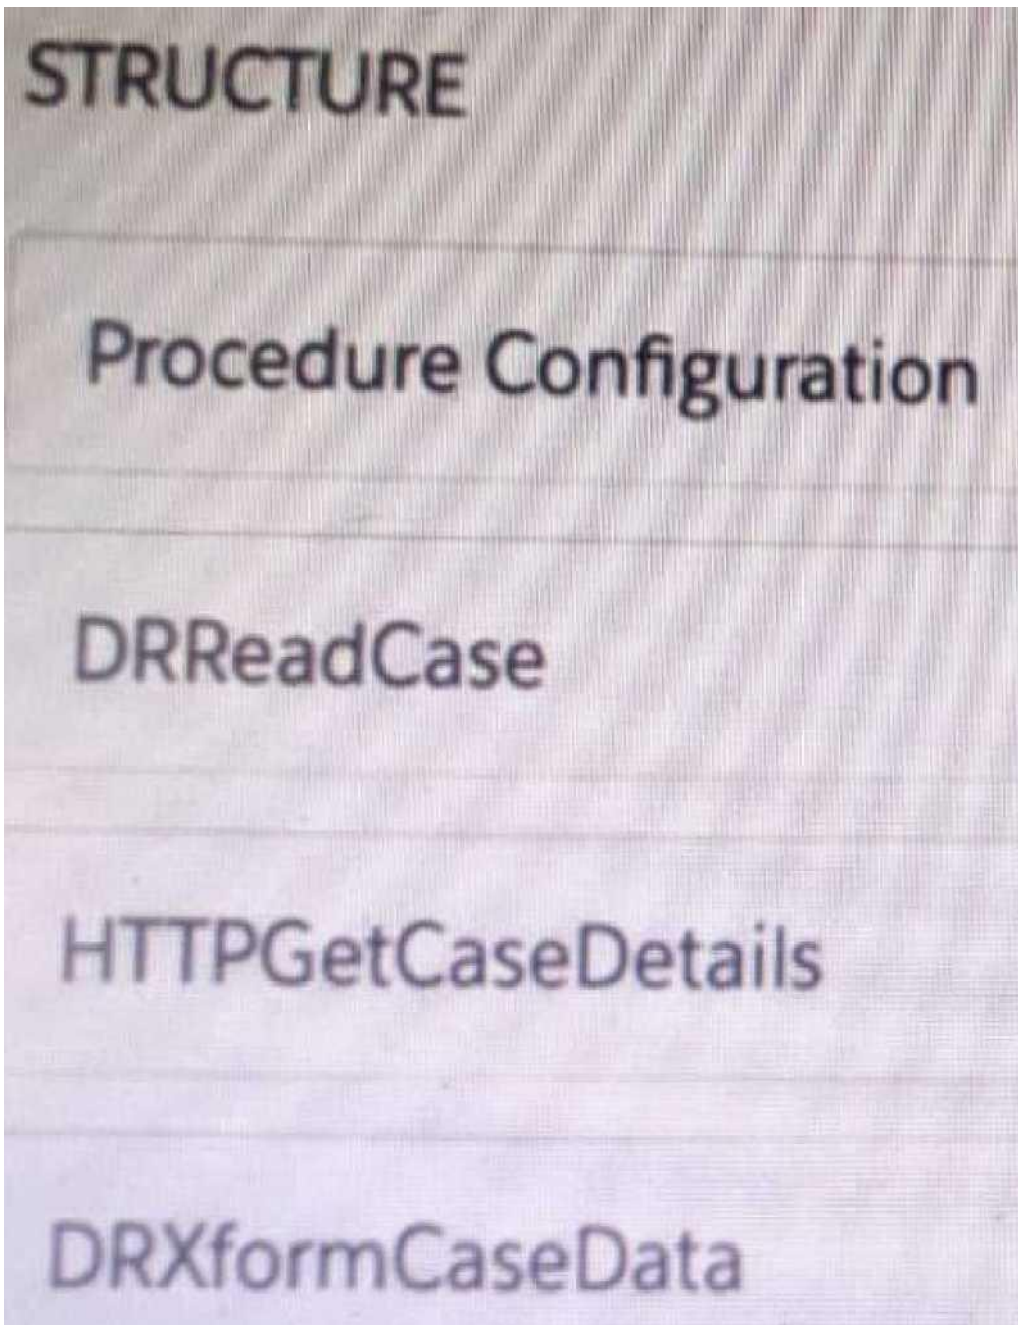 STRUCTURE
Procedure Configuration
DRReadCase
HTTPGetCaseDetails
DRXformCaseData